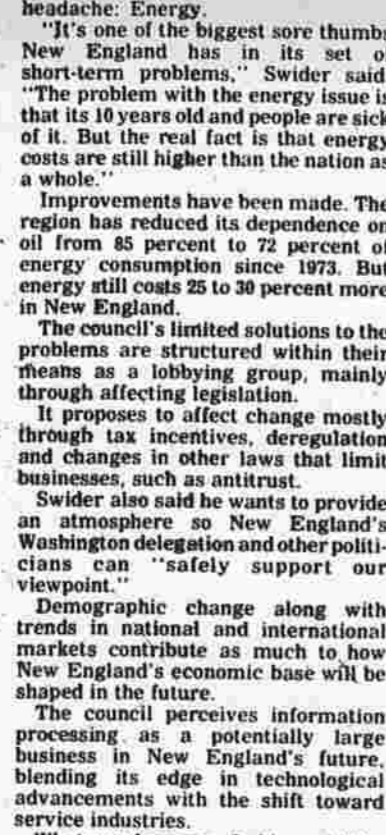 headache: Energy.
"It's one of the biggest sore thumbs
New England has in its set o
short-term problems," Swider said
"The problem with the energy issue is
that its 10 years old and people are sick
of it. But the real fact is that energy
costs are still higher than the nation as
a whole."
Improvements have been made. The
region has reduced its dependence on
oil from 85 percent to 72 percent of
energy consumption since 1973. But
energy still costs 25 to 30 percent more
in New England.
The council's limited solutions to the
problems are structured within their
means as a lobbying group, mainly
through affecting legislation.
It proposes to affect change mostly
through tax incentives, deregulation
and changes in other laws that limit
businesses, such as antitrust.
Swider also said he wants to provide
an atmosphere so New England's
Washington delegation and other politi-
cians can "safely support our
viewpoint."
Demographic change along with
trends in national and international
markets contribute as much to how
New England's economic base will be
shaped in the future.
The council perceives information
processing as a potentially large
business in New England's future,
blending its edge in technological
advancements with the shift toward
service industries.